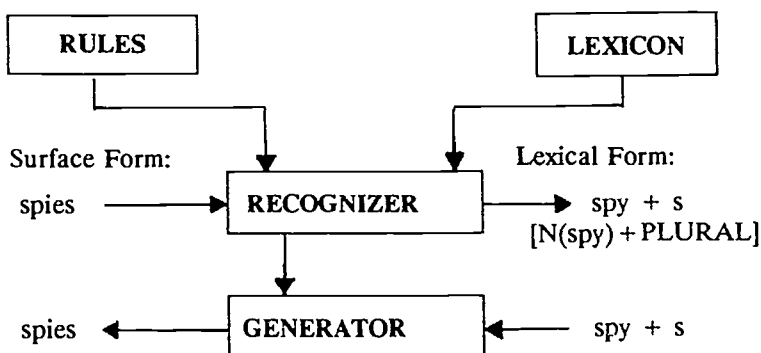 RULES LEXICON
Surface Form: Lexical Form:
spies RECOGNIZER spy + s
[N(spy) + PLURAL]
spies GENERATOR spy + s